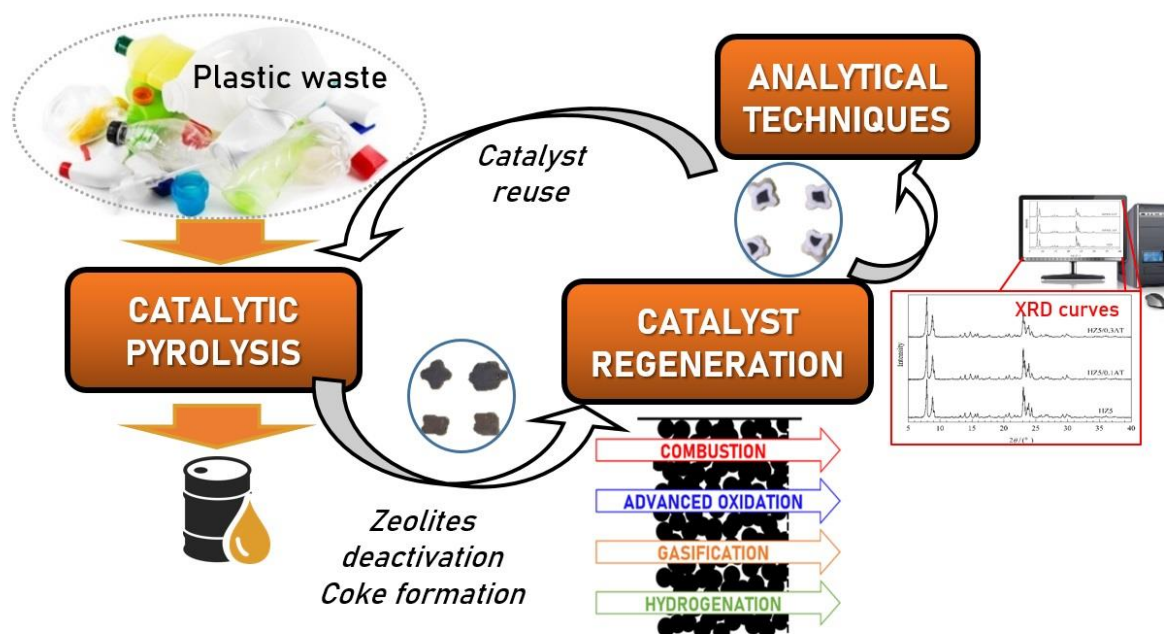 Plastic waste
CATALYTIC
PYROLYSIS
Catalyst
reuse
ANALYTICAL
TECHNIQUES
CATALYST
REGENERATION
Zeolites
deactivation
Coke formation
COMBUSTION
ADVANCED OXIDATION
GASIFICATION
HYDROGENATION
XRD curves
Intensity
HZ5/0.3AT
HZ5/0.1AT
HZ5
5 10 15 20 25 30 35 40
2θ/(°)